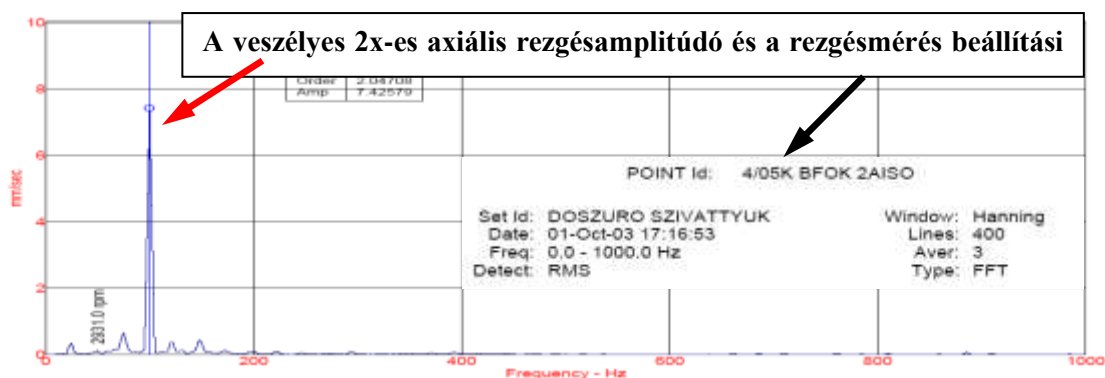 A veszélyes 2x-es axiális rezgésamplitúdó és a rezgésmérés beállítási
Order 2.04708
Amp 7.42579
10
8
6
4
2
0
mm/sec
2931.0 rpm
POINT Id: 4/05K BFOK 2AISO
Set Id: DOSZURO SZIVATTYUK Window: Hanning
Date: 01-Oct-03 17:16:53 Lines: 400
Freq: 0.0 - 1000.0 Hz Aver: 3
Detect: RMS Type: FFT
0 200 400 600 800 1000
Frequency - Hz